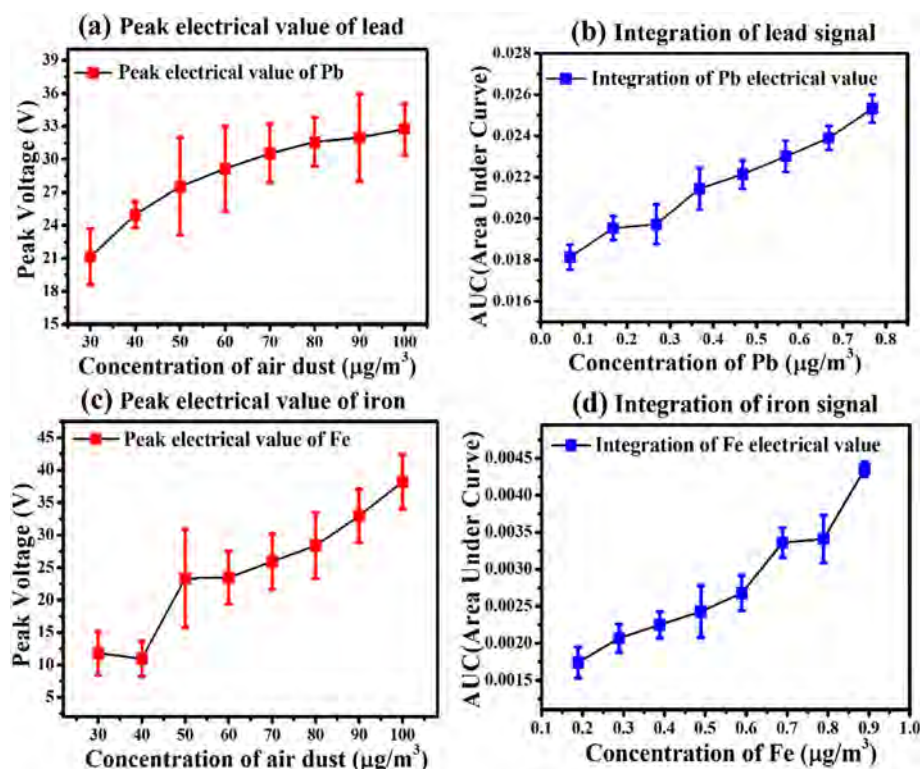 (a) Peak electrical value of lead
Peak electrical value of Pb
39
36
33
30
27
24
21
18
15
Peak Voltage (V)
30 40 50 60 70 80 90 100
Concentration of air dust (μg/m³)
(b) Integration of lead signal
Integration of Pb electrical value
0.028
0.026
0.024
0.022
0.020
0.018
0.016
AUC(Area Under Curve)
0.0 0.1 0.2 0.3 0.4 0.5 0.6 0.7 0.8
Concentration of Pb (μg/m³)
(c) Peak electrical value of iron
Peak electrical value of Fe
45
40
35
30
25
20
15
10
5
Peak Voltage (V)
30 40 50 60 70 80 90 100
Concentration of air dust (μg/m³)
(d) Integration of iron signal
Integration of Fe electrical value
0.0045
0.0040
0.0035
0.0030
0.0025
0.0020
0.0015
AUC(Area Under Curve)
0.1 0.2 0.3 0.4 0.5 0.6 0.7 0.8 0.9 1.0
Concentration of Fe (μg/m³)